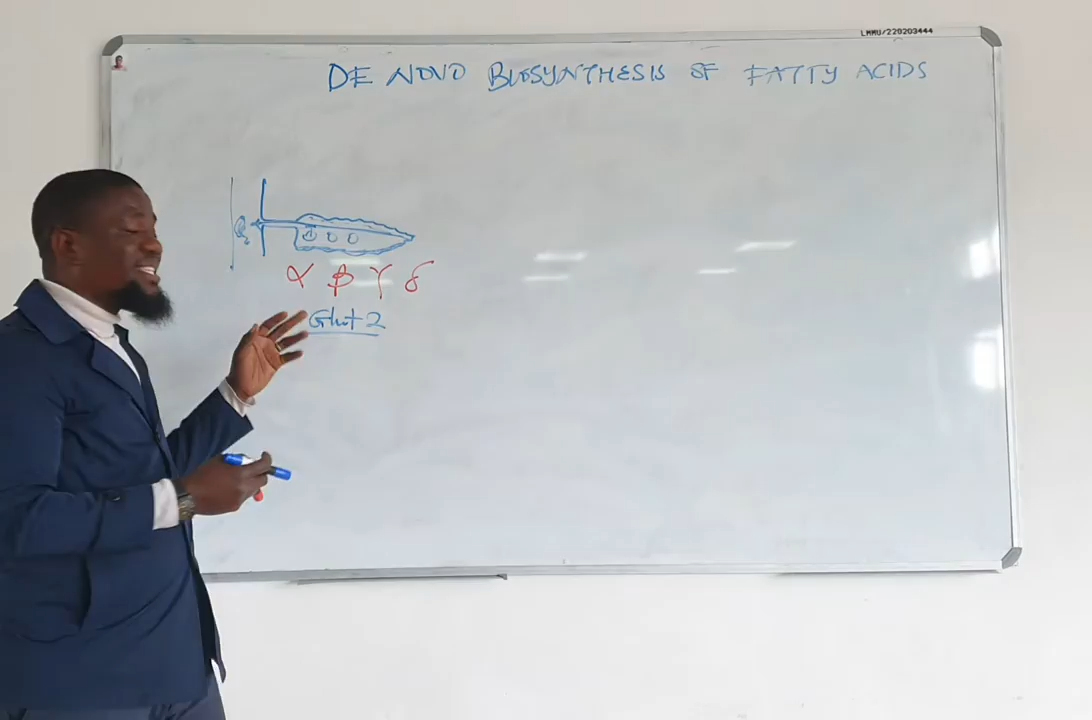 LMMU/220203444
DE NOVO BIOSYNTHESIS OF FATTY ACIDS
α β γ δ
Glut 2